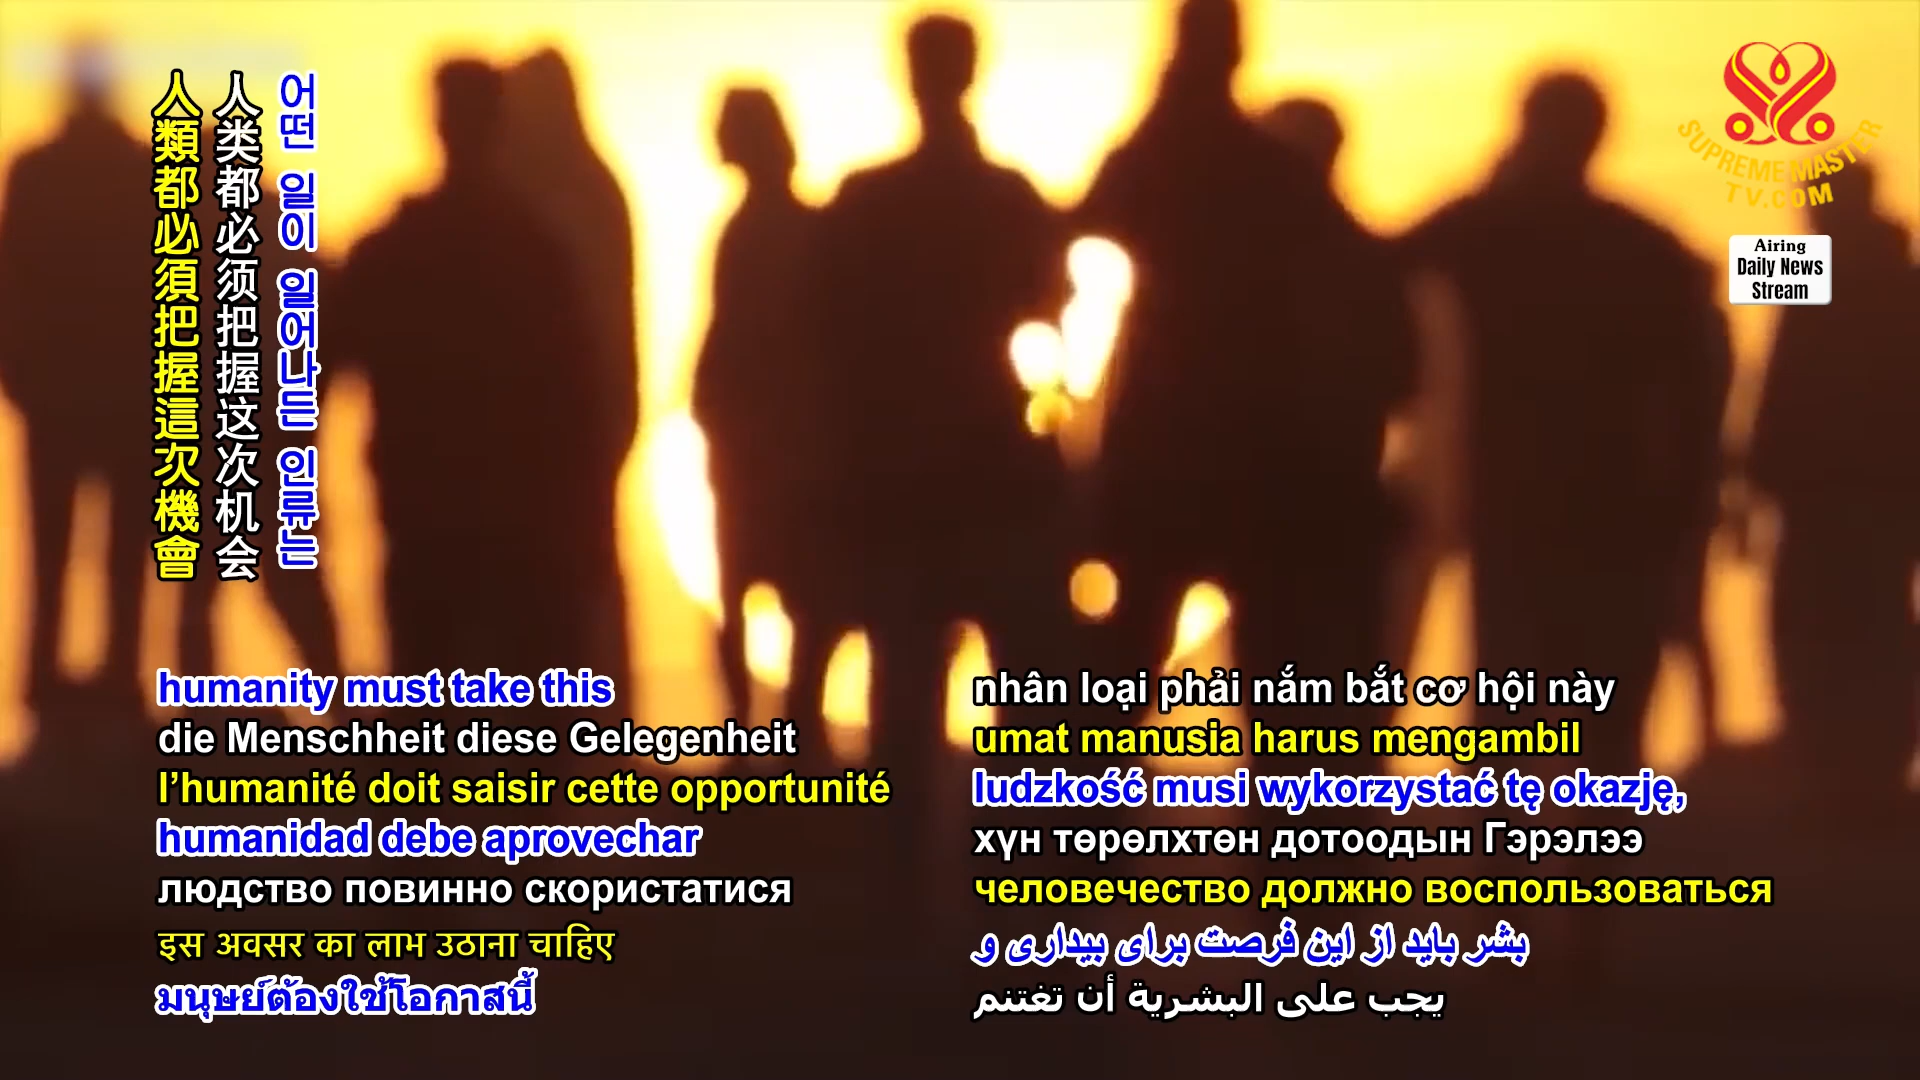 人類都必須把握這次機會
人类都必须把握这次机会
어떤 일이 일어나든 인류는
SUPREME MASTER
TV.COM
Airing
Daily News
Stream
humanity must take this
die Menschheit diese Gelegenheit
l’humanité doit saisir cette opportunité
humanidad debe aprovechar
людство повинно скористатися
इस अवसर का लाभ उठाना चाहिए
มนุษย์ต้องใช้โอกาสนี้
nhân loại phải nắm bắt cơ hội này
umat manusia harus mengambil
ludzkość musi wykorzystać tę okazję,
хүн төрөлхтөн дотоодын Гэрэлээ
человечество должно воспользоваться
بشر باید از این فرصت برای بیداری و
يجب على البشرية أن تغتنم